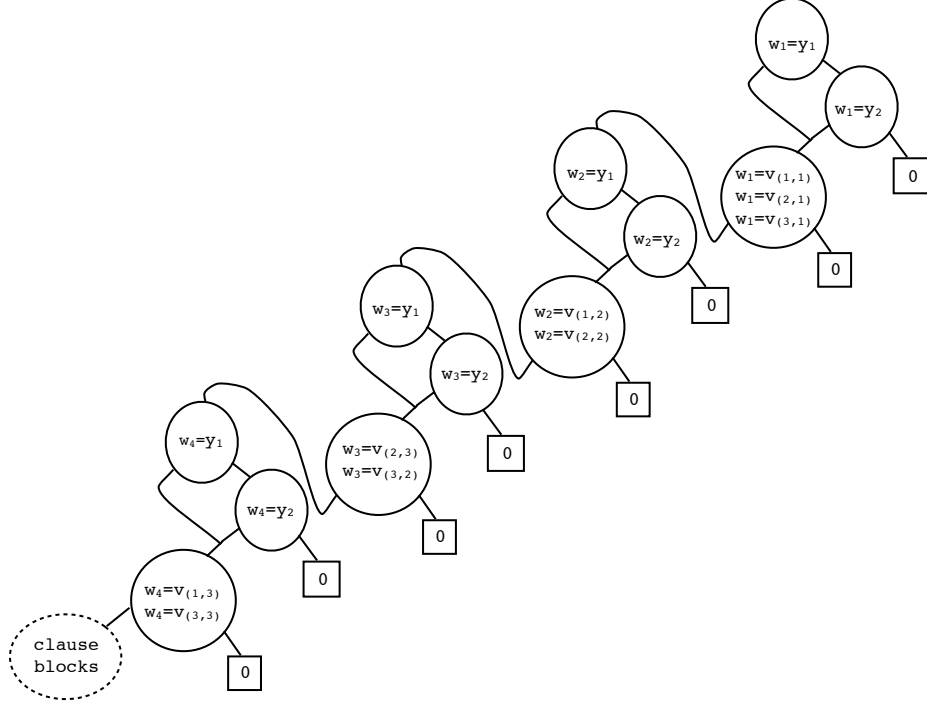 w₁=y₁
w₁=y₂
0
w₁=v₍₁,₁₎
w₁=v₍₂,₁₎
w₁=v₍₃,₁₎
0
w₂=y₁
w₂=y₂
0
w₂=v₍₁,₂₎
w₂=v₍₂,₂₎
0
w₃=y₁
w₃=y₂
0
w₃=v₍₂,₃₎
w₃=v₍₃,₂₎
0
w₄=y₁
w₄=y₂
0
w₄=v₍₁,₃₎
w₄=v₍₃,₃₎
0
clause
blocks